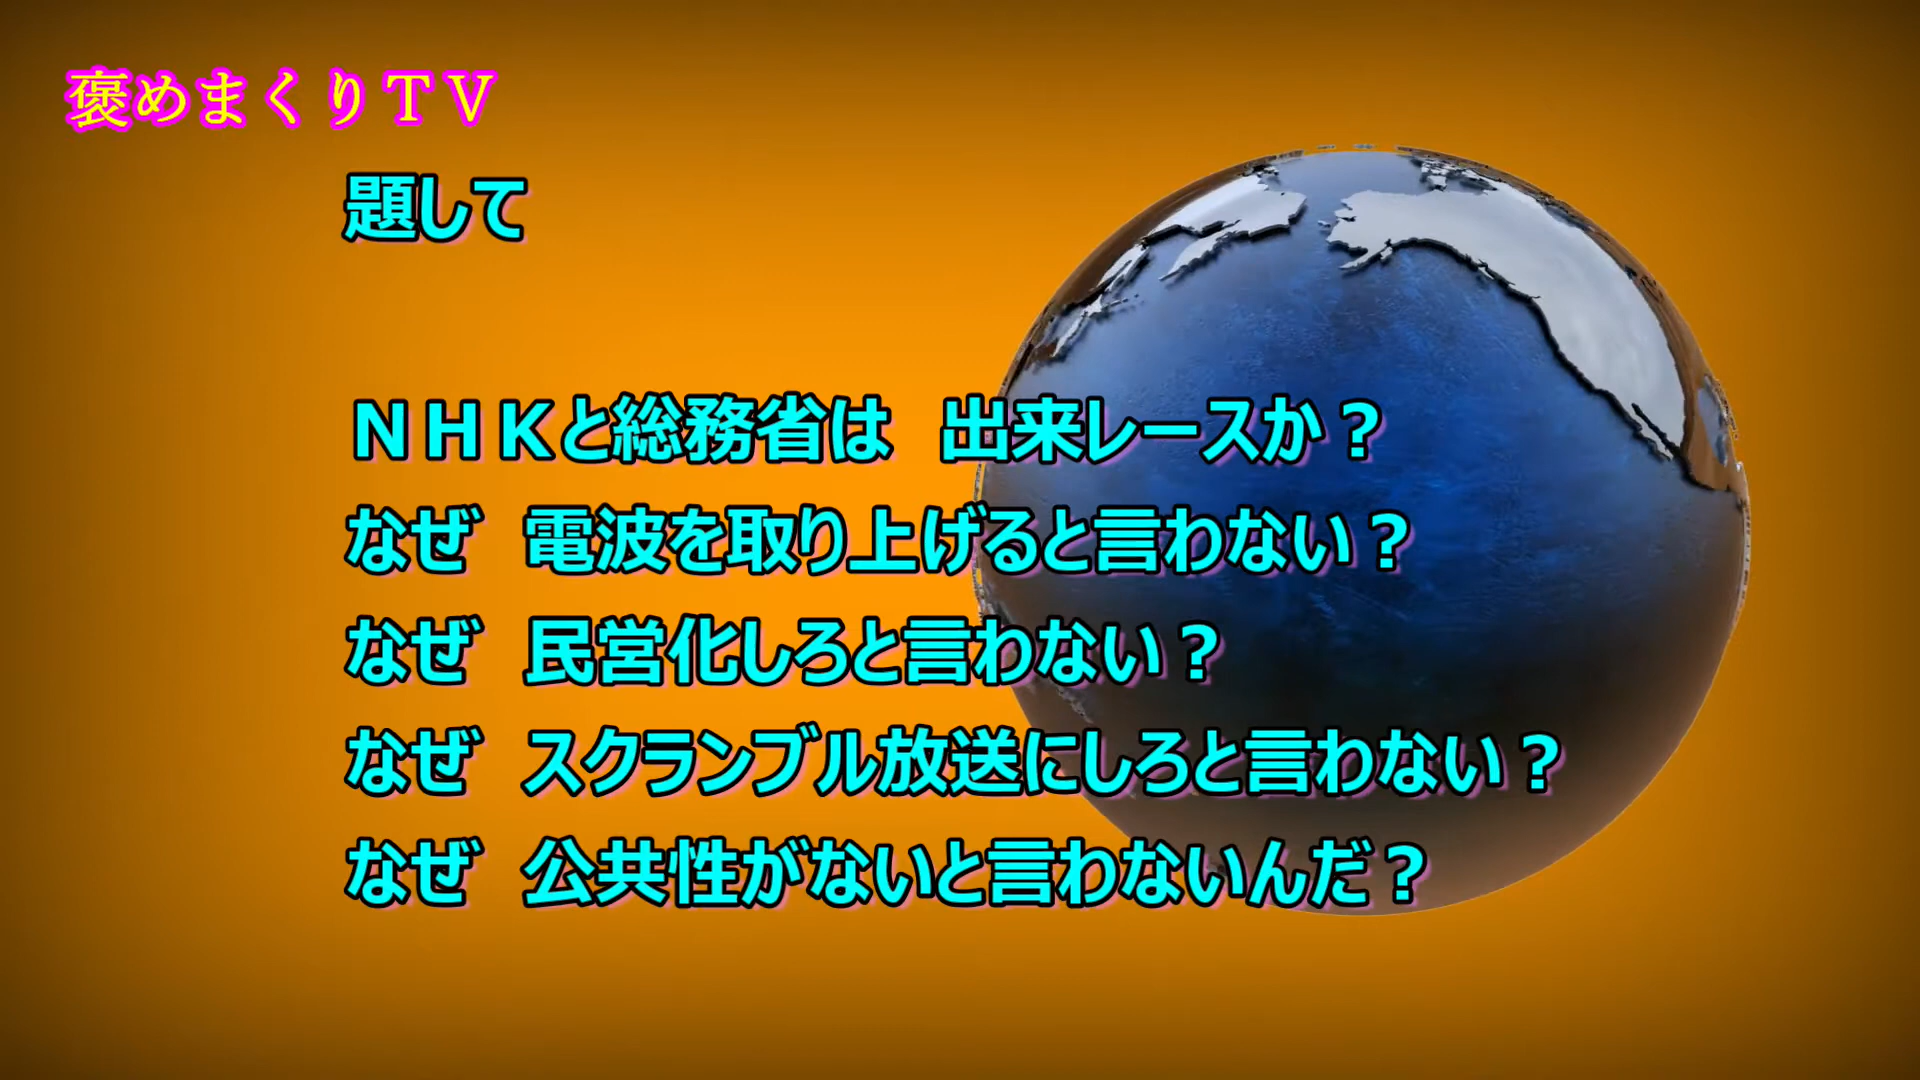 褒めまくりＴＶ
題して
ＮＨＫと総務省は　出来レースか？
なぜ　電波を取り上げると言わない？
なぜ　民営化しろと言わない？
なぜ　スクランブル放送にしろと言わない？
なぜ　公共性がないと言わないんだ？